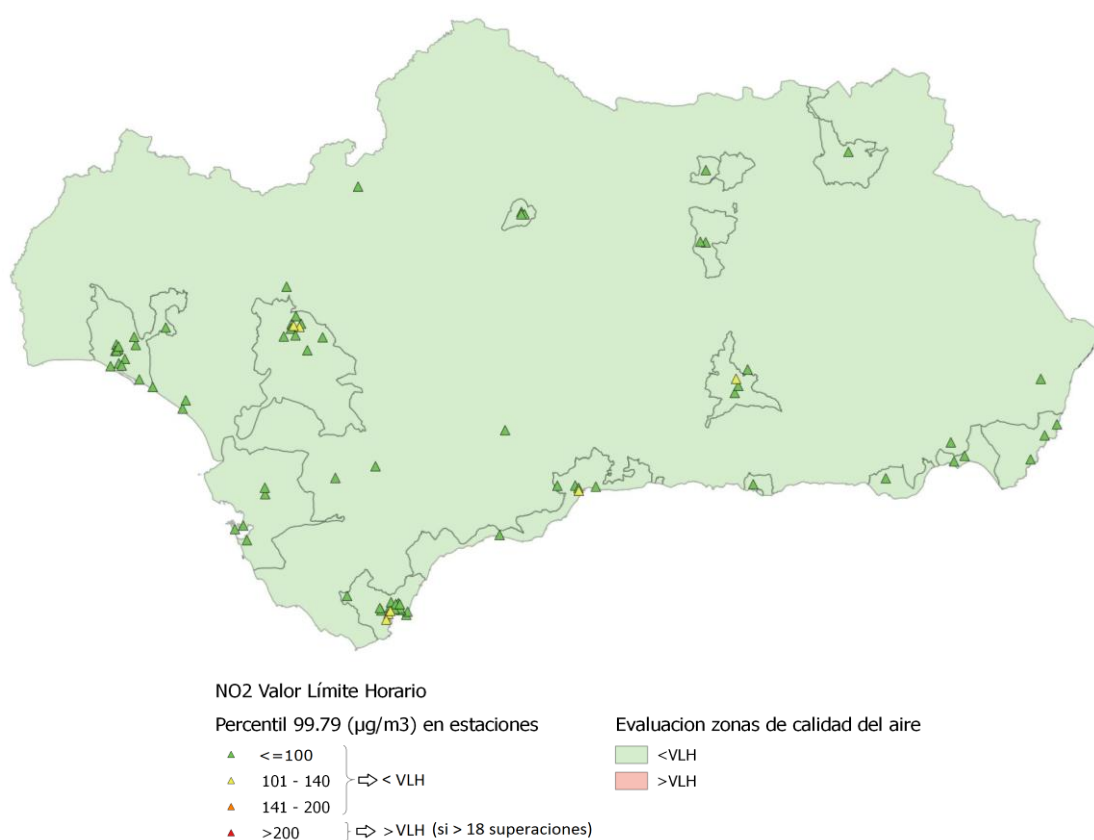 NO2 Valor Límite Horario
Percentil 99.79 (µg/m3) en estaciones
<=100
101 - 140
< VLH
141 - 200
>200
>VLH (si > 18 superaciones)
Evaluacion zonas de calidad del aire
<VLH
>VLH